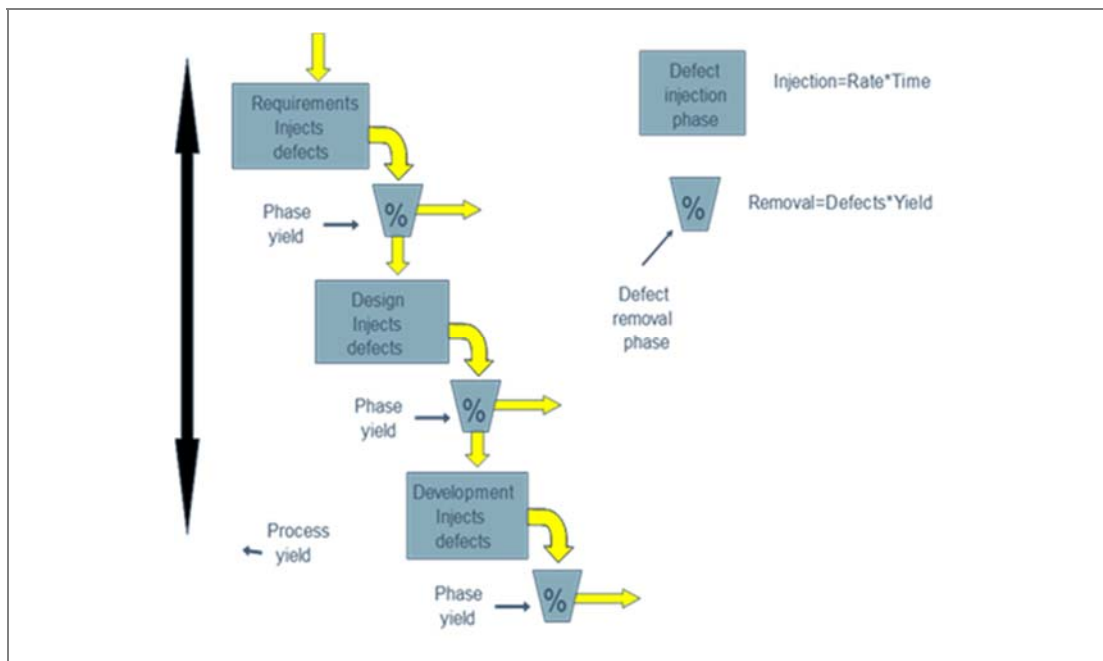 Requirements
Injects
defects
Defect
injection
phase
Injection=Rate*Time
Phase
yield
%
%
Removal=Defects*Yield
Defect
removal
phase
Design
Injects
defects
Phase
yield
%
Development
Injects
defects
Process
yield
Phase
yield
%